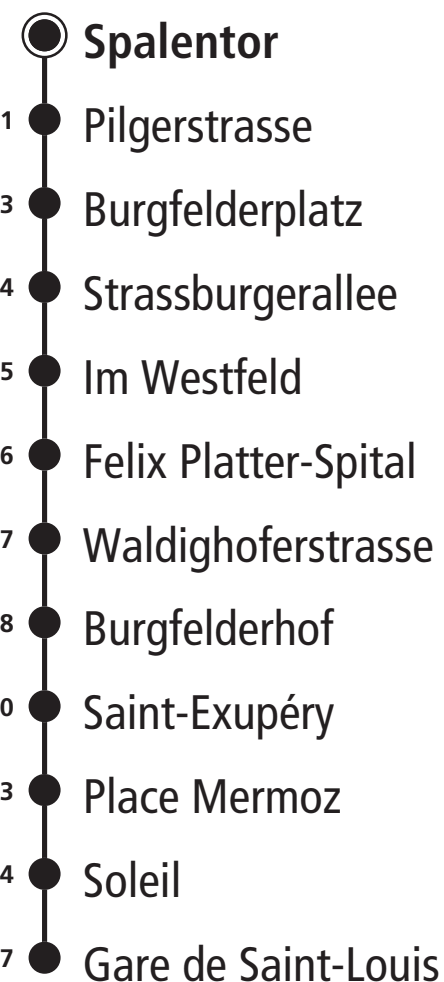 Spalentor
1 Pilgerstrasse
3 Burgfelderplatz
4 Strassburgerallee
5 Im Westfeld
6 Felix Platter-Spital
7 Waldighoferstrasse
8 Burgfelderhof
0 Saint-Exupéry
3 Place Mermoz
4 Soleil
7 Gare de Saint-Louis